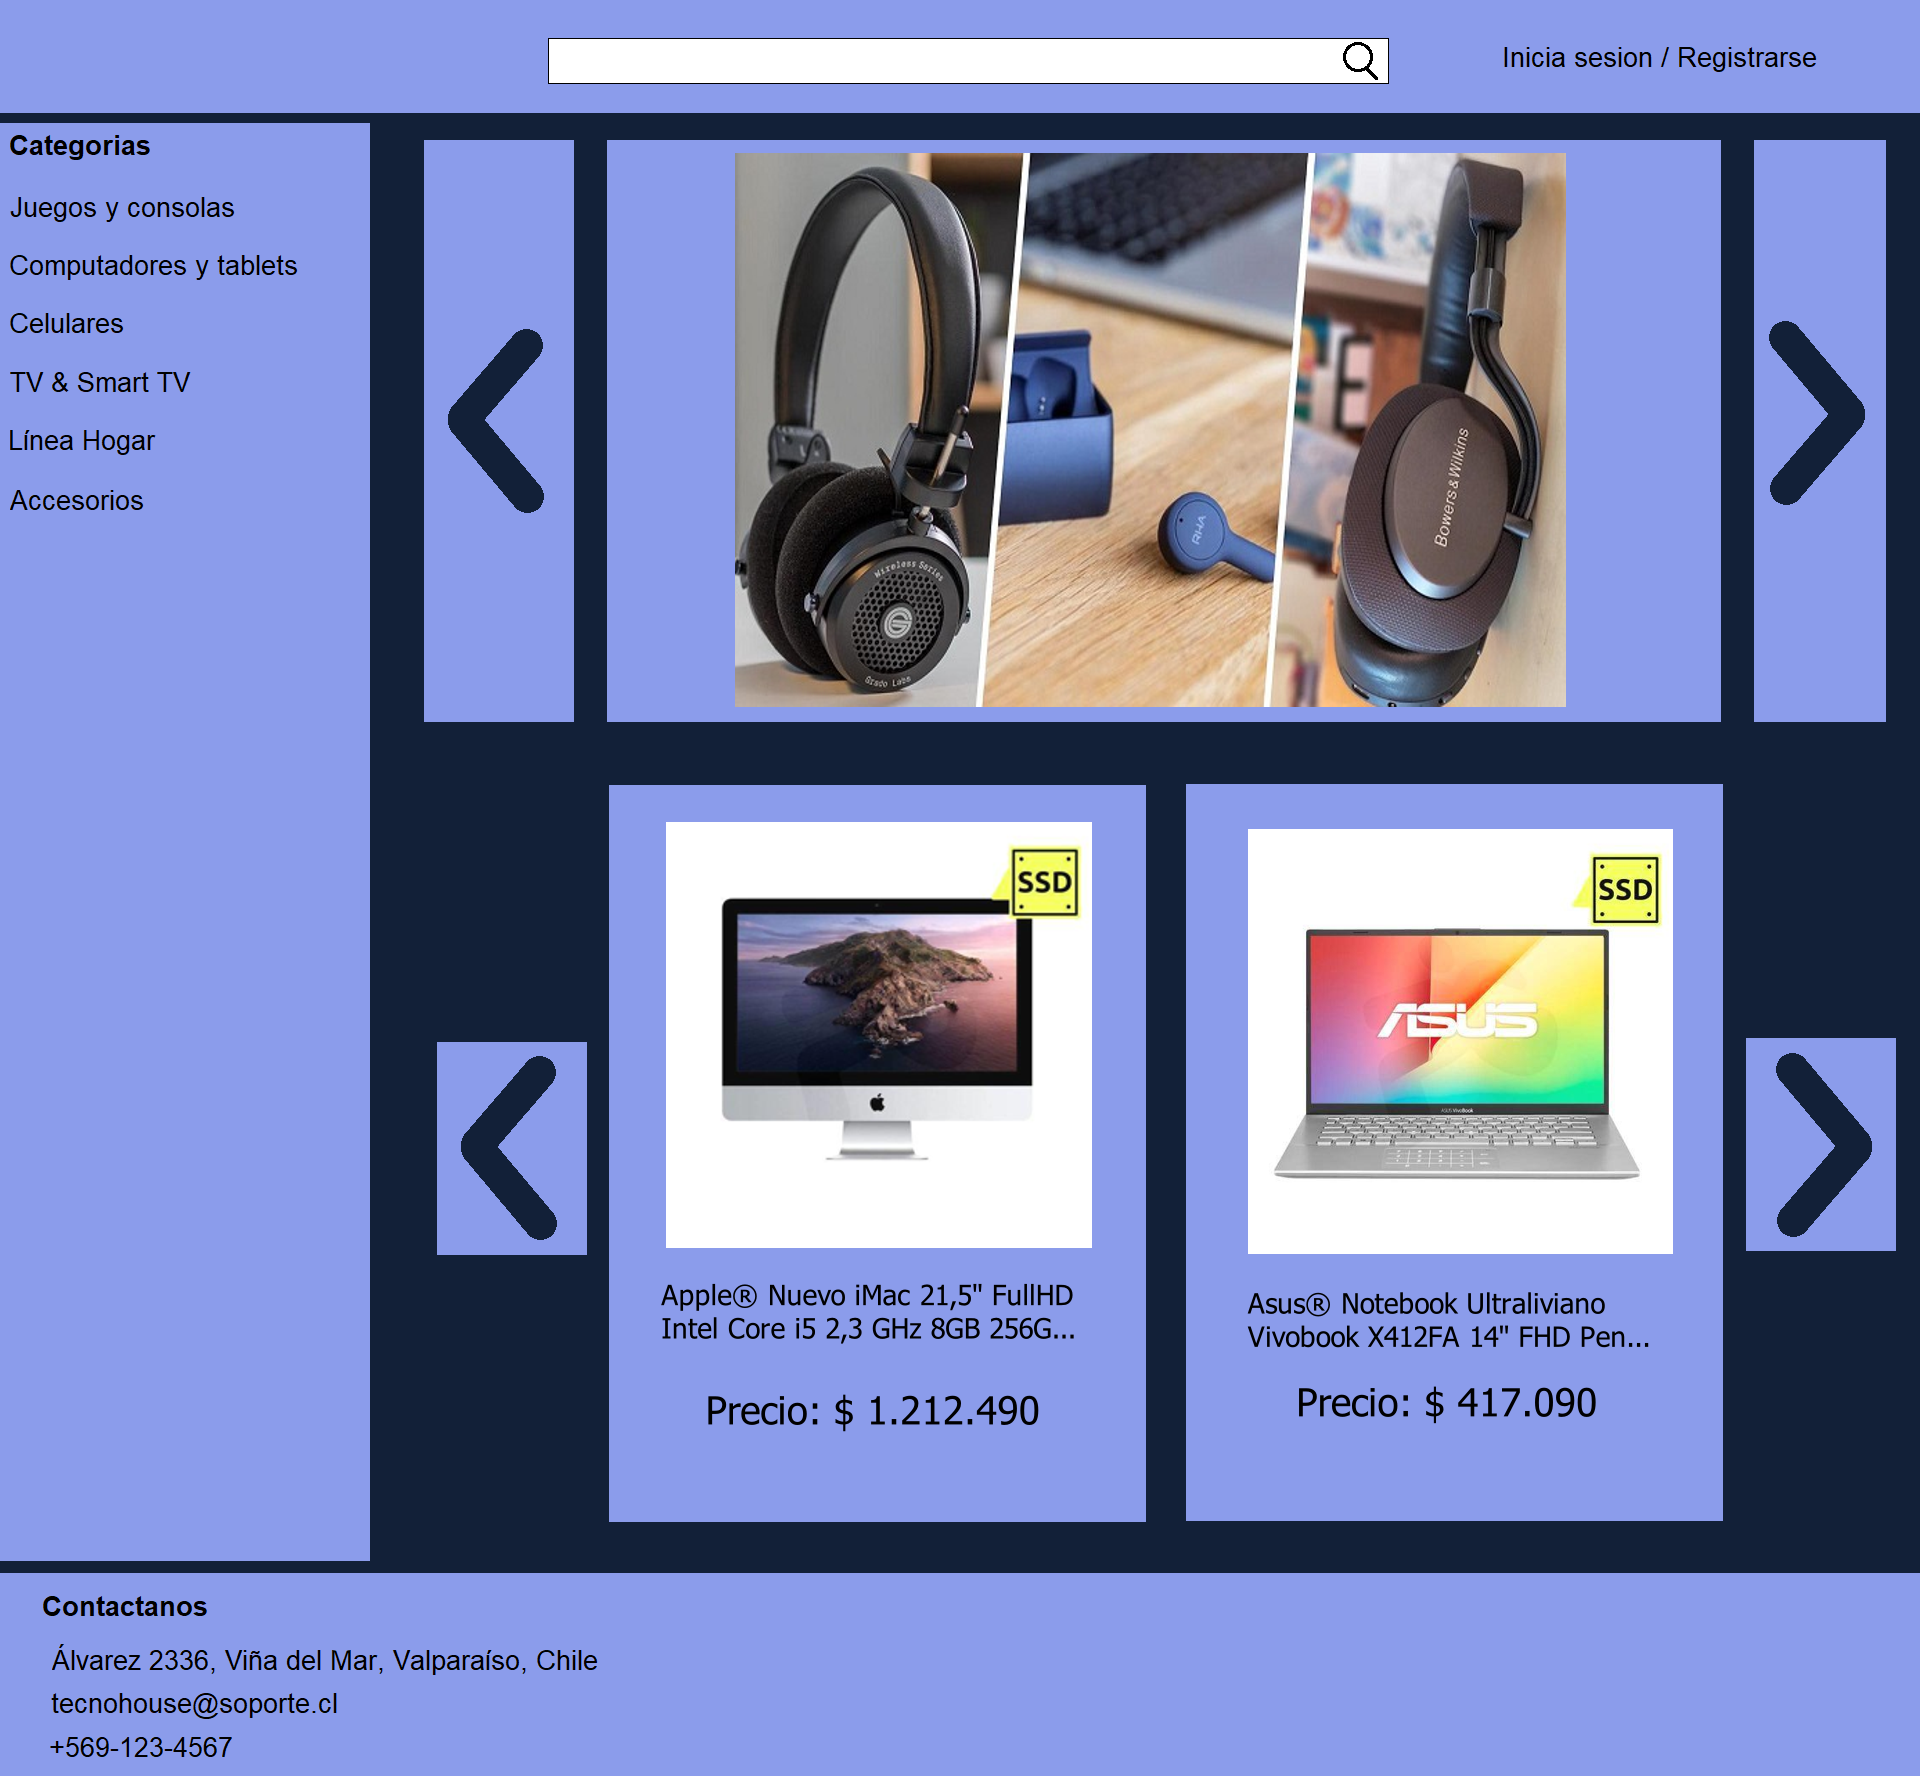 Inicia sesion / Registrarse
Categorias
Juegos y consolas
Computadores y tablets
Celulares
TV & Smart TV
Línea Hogar
Accesorios
Wireless Series
Grado Labs
RHA
Bowers & Wilkins
SSD
SSD
ASUS
ASUS VivoBook
Apple® Nuevo iMac 21,5" FullHD
Intel Core i5 2,3 GHz 8GB 256G...
Precio: $ 1.212.490
Asus® Notebook Ultraliviano
Vivobook X412FA 14" FHD Pen...
Precio: $ 417.090
Contactanos
Álvarez 2336, Viña del Mar, Valparaíso, Chile
tecnohouse@soporte.cl
+569-123-4567